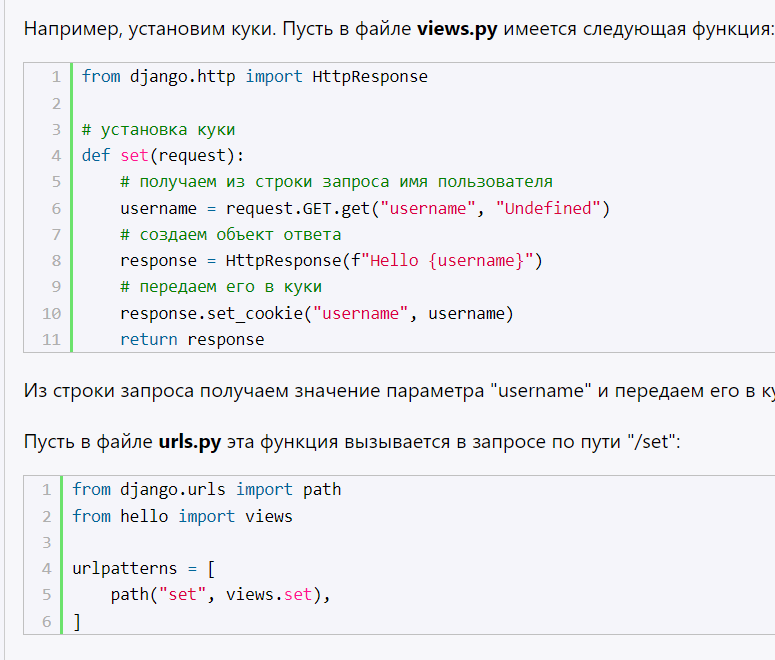 Например, установим куки. Пусть в файле views.py имеется следующая функция:
1 from django.http import HttpResponse
2
3 # установка куки
4 def set(request):
5     # получаем из строки запроса имя пользователя
6     username = request.GET.get("username", "Undefined")
7     # создаем объект ответа
8     response = HttpResponse(f"Hello {username}")
9     # передаем его в куки
10     response.set_cookie("username", username)
11     return response
Из строки запроса получаем значение параметра "username" и передаем его в
Пусть в файле urls.py эта функция вызывается в запросе по пути "/set":
1 from django.urls import path
2 from hello import views
3
4 urlpatterns = [
5     path("set", views.set),
6 ]